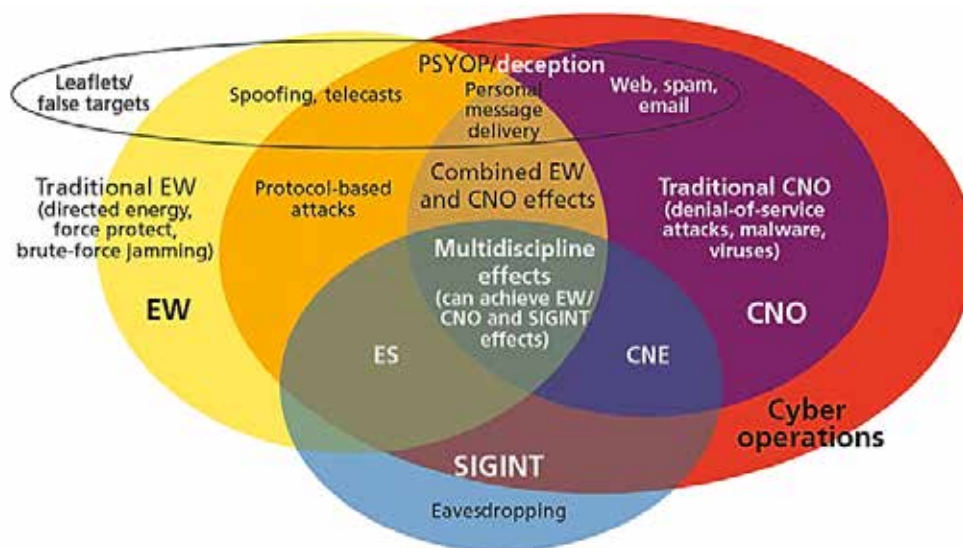 PSYOP/deception
Leaflets/
false targets
Spoofing, telecasts
Personal
message
delivery
Web, spam,
email
Traditional EW
(directed energy,
force protect,
brute-force jamming)
Protocol-based
attacks
Combined EW
and CNO effects
Traditional CNO
(denial-of-service
attacks, malware,
viruses)
Multidiscipline
effects
(can achieve EW/
CNO and SIGINT
effects)
EW
CNO
ES
CNE
Cyber
operations
SIGINT
Eavesdropping